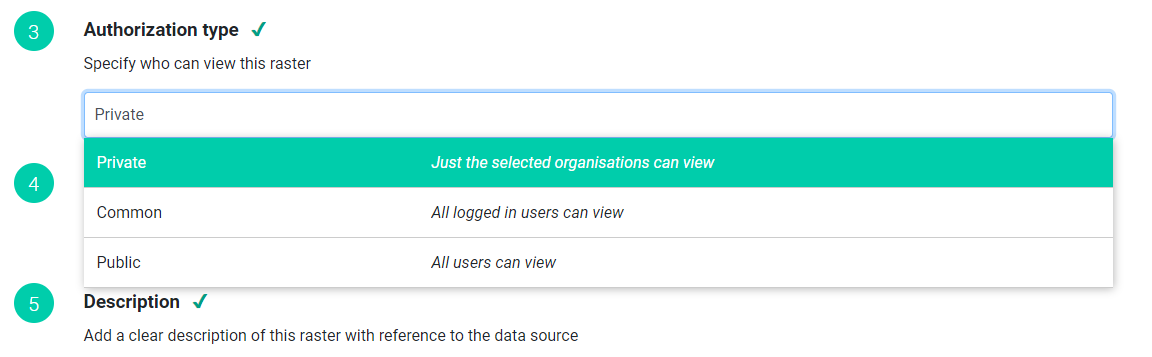 3 Authorization type ✔
Specify who can view this raster
Private
Private Just the selected organisations can view
4
Common All logged in users can view
Public All users can view
5 Description ✔
Add a clear description of this raster with reference to the data source